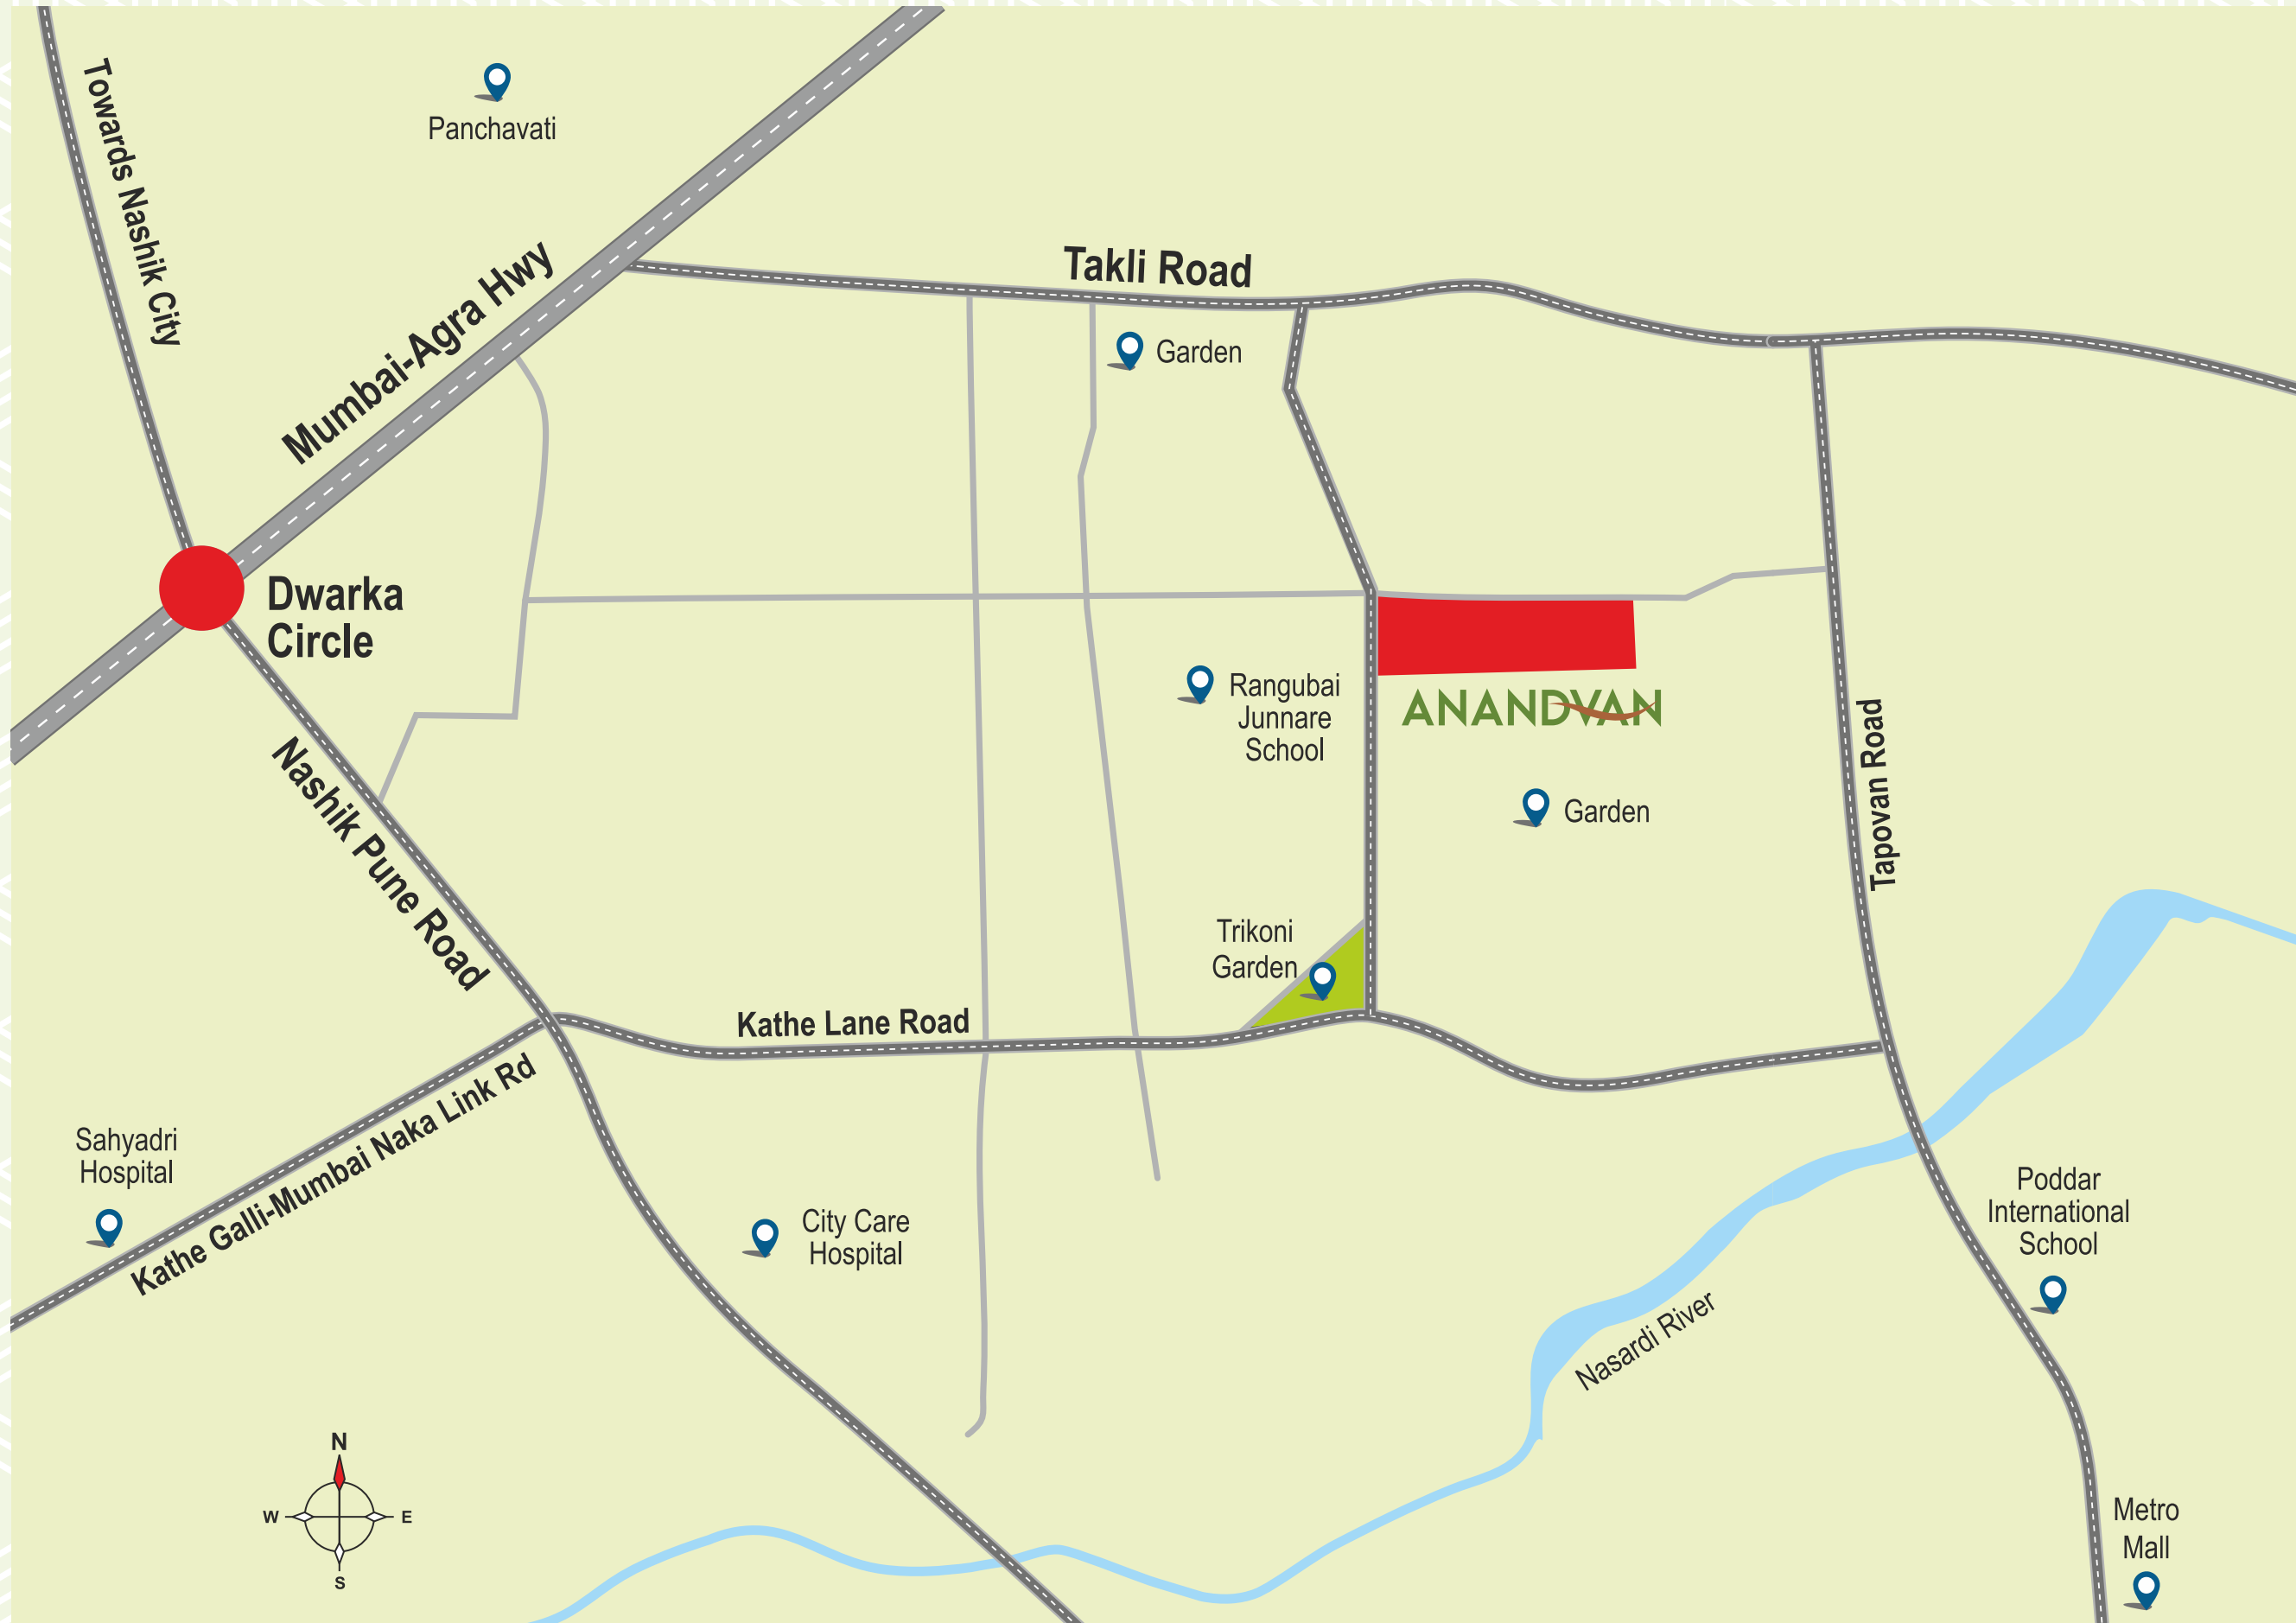 Towards Nashik City
Panchavati
Mumbai-Agra Hwy
Takli Road
Garden
Dwarka
Circle
Rangubai
Junnare
School
ANANDVAN
Garden
Tapovan Road
Nashik Pune Road
Trikoni
Garden
Kathe Lane Road
Kathe Galli-Mumbai Naka Link Rd
Sahyadri
Hospital
City Care
Hospital
Poddar
International
School
Nasardi River
Metro
Mall
N
W
E
S